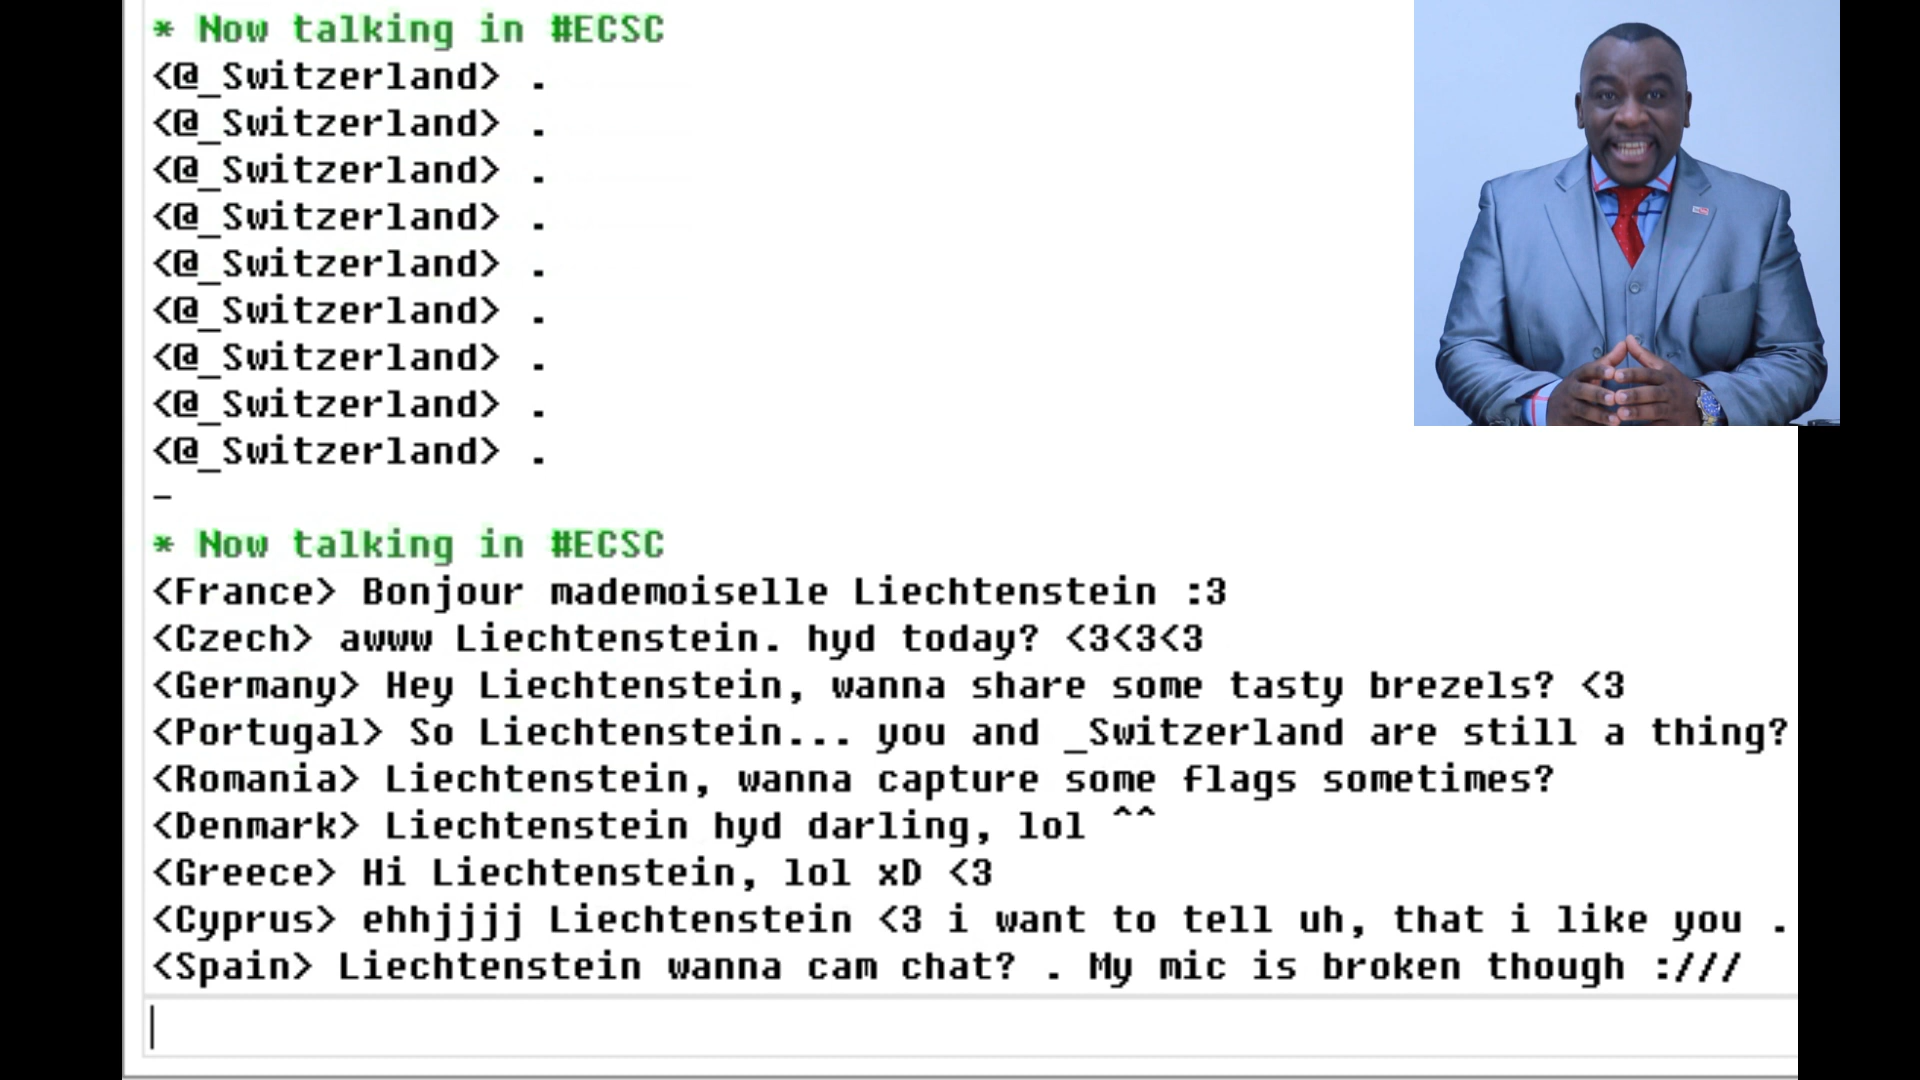 * Now talking in #ECSC
<@_Switzerland> .
<@_Switzerland> .
<@_Switzerland> .
<@_Switzerland> .
<@_Switzerland> .
<@_Switzerland> .
<@_Switzerland> .
<@_Switzerland> .
<@_Switzerland> .
–
* Now talking in #ECSC
<France> Bonjour mademoiselle Liechtenstein :3
<Czech> awww Liechtenstein. hyd today? <3<3<3
<Germany> Hey Liechtenstein, wanna share some tasty brezels? <3
<Portugal> So Liechtenstein... you and _Switzerland are still a thing?
<Romania> Liechtenstein, wanna capture some flags sometimes?
<Denmark> Liechtenstein hyd darling, lol ^^
<Greece> Hi Liechtenstein, lol xD <3
<Cyprus> ehhjjjj Liechtenstein <3 i want to tell uh, that i like you .
<Spain> Liechtenstein wanna cam chat? . My mic is broken though :///